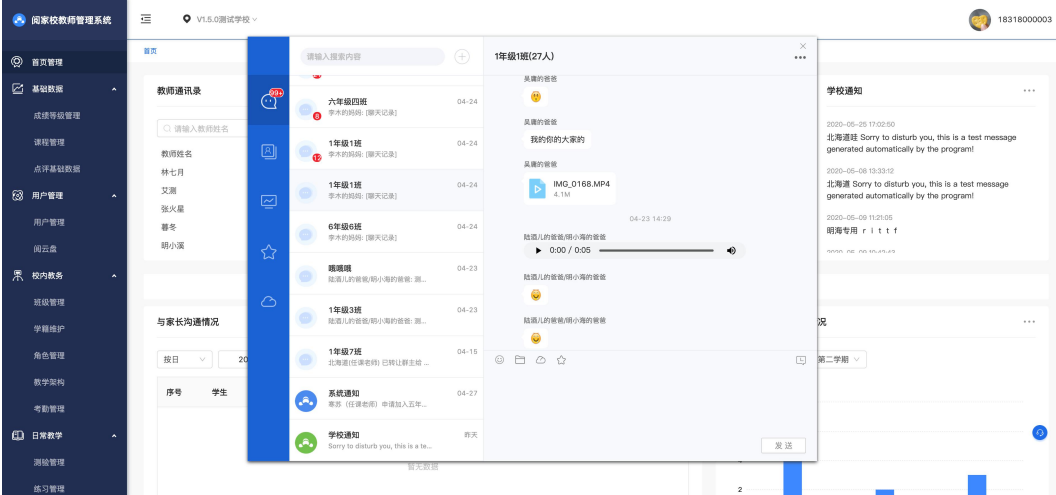 阅家校教师管理系统
V1.5.0测试学校
18318000003
首页管理
基础数据
成绩等级管理
课程管理
点评基础数据
用户管理
用户管理
阅云盘
校内教务
班级管理
学籍维护
角色管理
教学架构
考勤管理
日常教学
测验管理
练习管理
首页
教师通讯录
请输入教师姓名
教师姓名
林七月
艾测
张火星
暮冬
明小溪
与家长沟通情况
按日
20
序号
学生
暂无数据
99+
请输入搜索内容
六年级四班
04-24
李木的妈妈: [聊天记录]
8
1年级1班
04-24
李木的妈妈: [聊天记录]
12
1年级1班
04-24
李木的妈妈: [聊天记录]
6年级6班
04-24
李木的妈妈: [聊天记录]
哦哦哦
04-23
陆酒儿的爸爸/明小海的爸爸: 测...
1年级3班
04-23
陆酒儿的爸爸/明小海的爸爸: 测...
1年级7班
04-15
北海道(任课老师) 已转让群主给 ...
系统通知
04-27
寒苏（任课老师）申请加入五年...
学校通知
昨天
Sorry to disturb you, this is a te...
1年级1班(27人)
吴庸的爸爸
吴庸的爸爸
我的你的大家的
吴庸的爸爸
IMG_0168.MP4
4.1M
04-23 14:29
陆酒儿的爸爸/明小海的爸爸
0:00 / 0:05
陆酒儿的爸爸/明小海的爸爸
陆酒儿的爸爸/明小海的爸爸
发 送
学校通知
2020-05-25 17:02:50
北海道哇 Sorry to disturb you, this is a test message
generated automatically by the program!
2020-05-08 13:33:12
北海道 Sorry to disturb you, this is a test message
generated automatically by the program!
2020-05-09 11:21:05
明海专用 ｒｉｔｔｆ
况
第二学期
2